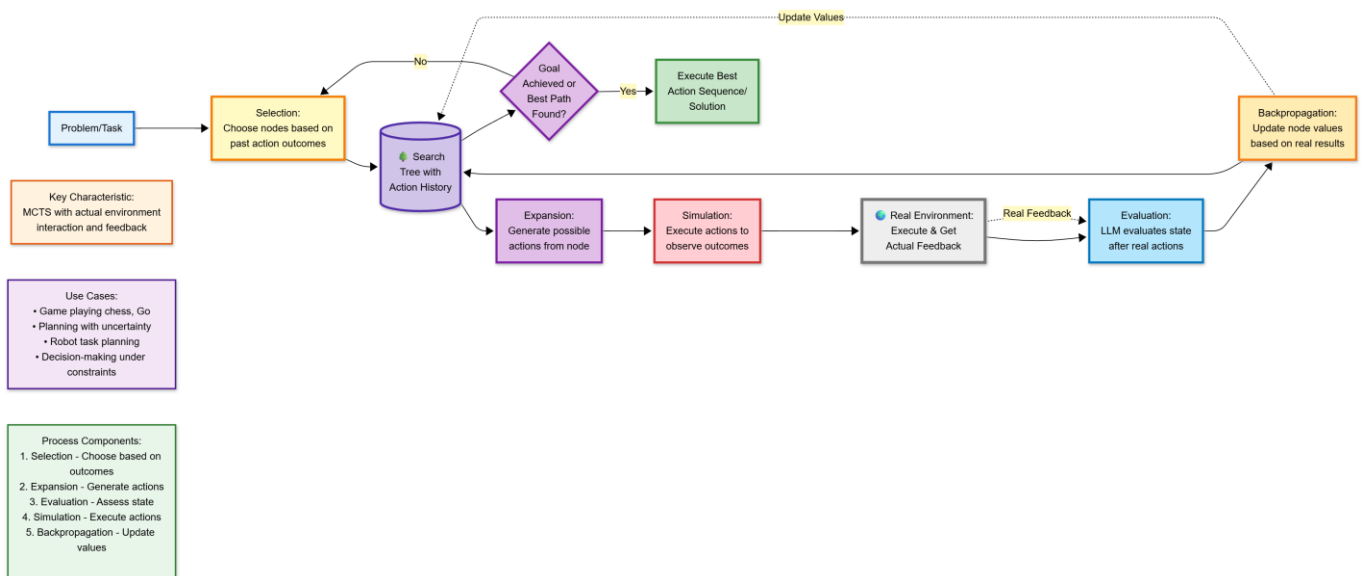 Update Values
No
Goal
Achieved or
Best Path
Found?
Yes
Execute Best
Action Sequence/
Solution
Problem/Task
Selection:
Choose nodes based on
past action outcomes
Search
Tree with
Action History
Backpropagation:
Update node values
based on real results
Key Characteristic:
MCTS with actual environment
interaction and feedback
Expansion:
Generate possible
actions from node
Simulation:
Execute actions to
observe outcomes
Real Environment:
Execute & Get
Actual Feedback
Real Feedback
Evaluation:
LLM evaluates state
after real actions
Use Cases:
• Game playing chess, Go
• Planning with uncertainty
• Robot task planning
• Decision-making under
constraints
Process Components:
1. Selection - Choose based on
outcomes
2. Expansion - Generate actions
3. Evaluation - Assess state
4. Simulation - Execute actions
5. Backpropagation - Update
values